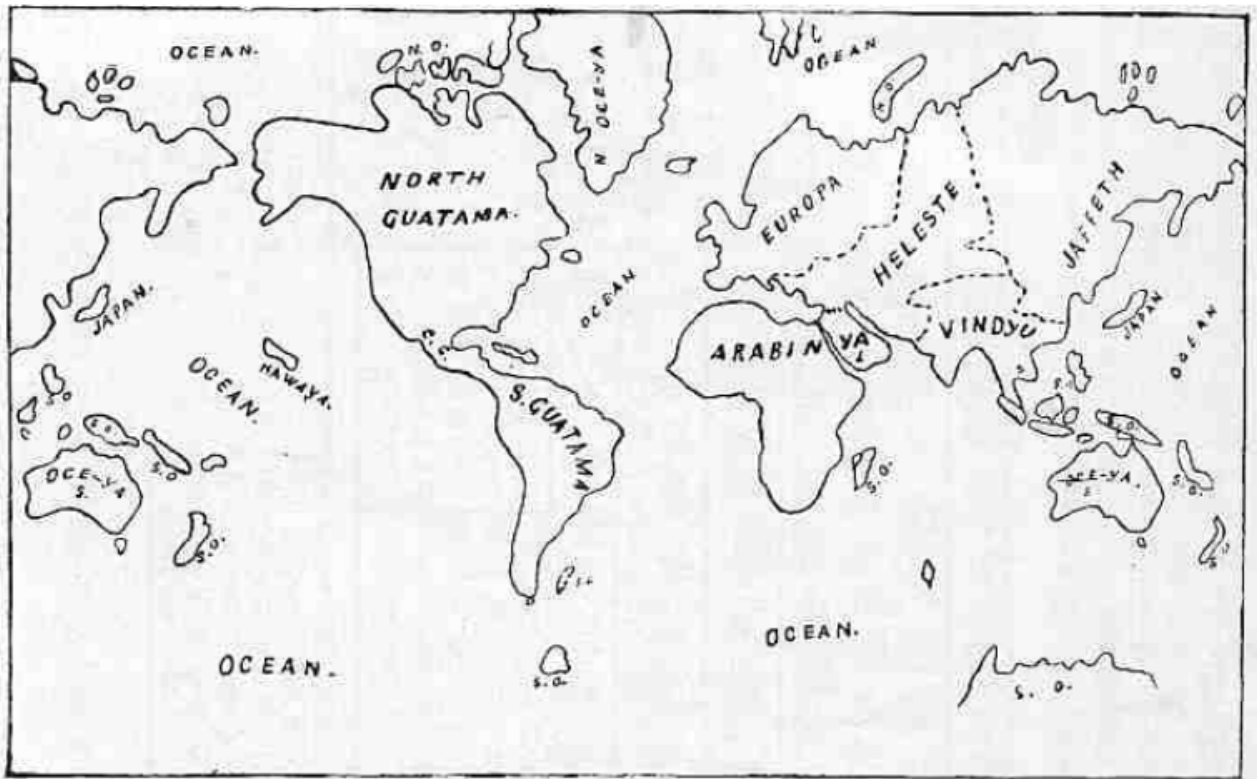 OCEAN.
N.O.
N. OCE-YA
OCEAN
N.O.
NORTH
GUATAMA.
EUROPA
HELESTE
JAFFETH
JAPAN.
OCEAN
JAPAN
OCEAN
VINDYU
ARABIN
YA
HAWAYA.
OCEAN.
S. GUATAMA
S.O.
S.O.
S.O.
S.O.
S.O.
OCE-YA
S.
E-YA.
S
S.O.
S.O.
S.O.
OCEAN.
OCEAN.
S.O.
S. O.